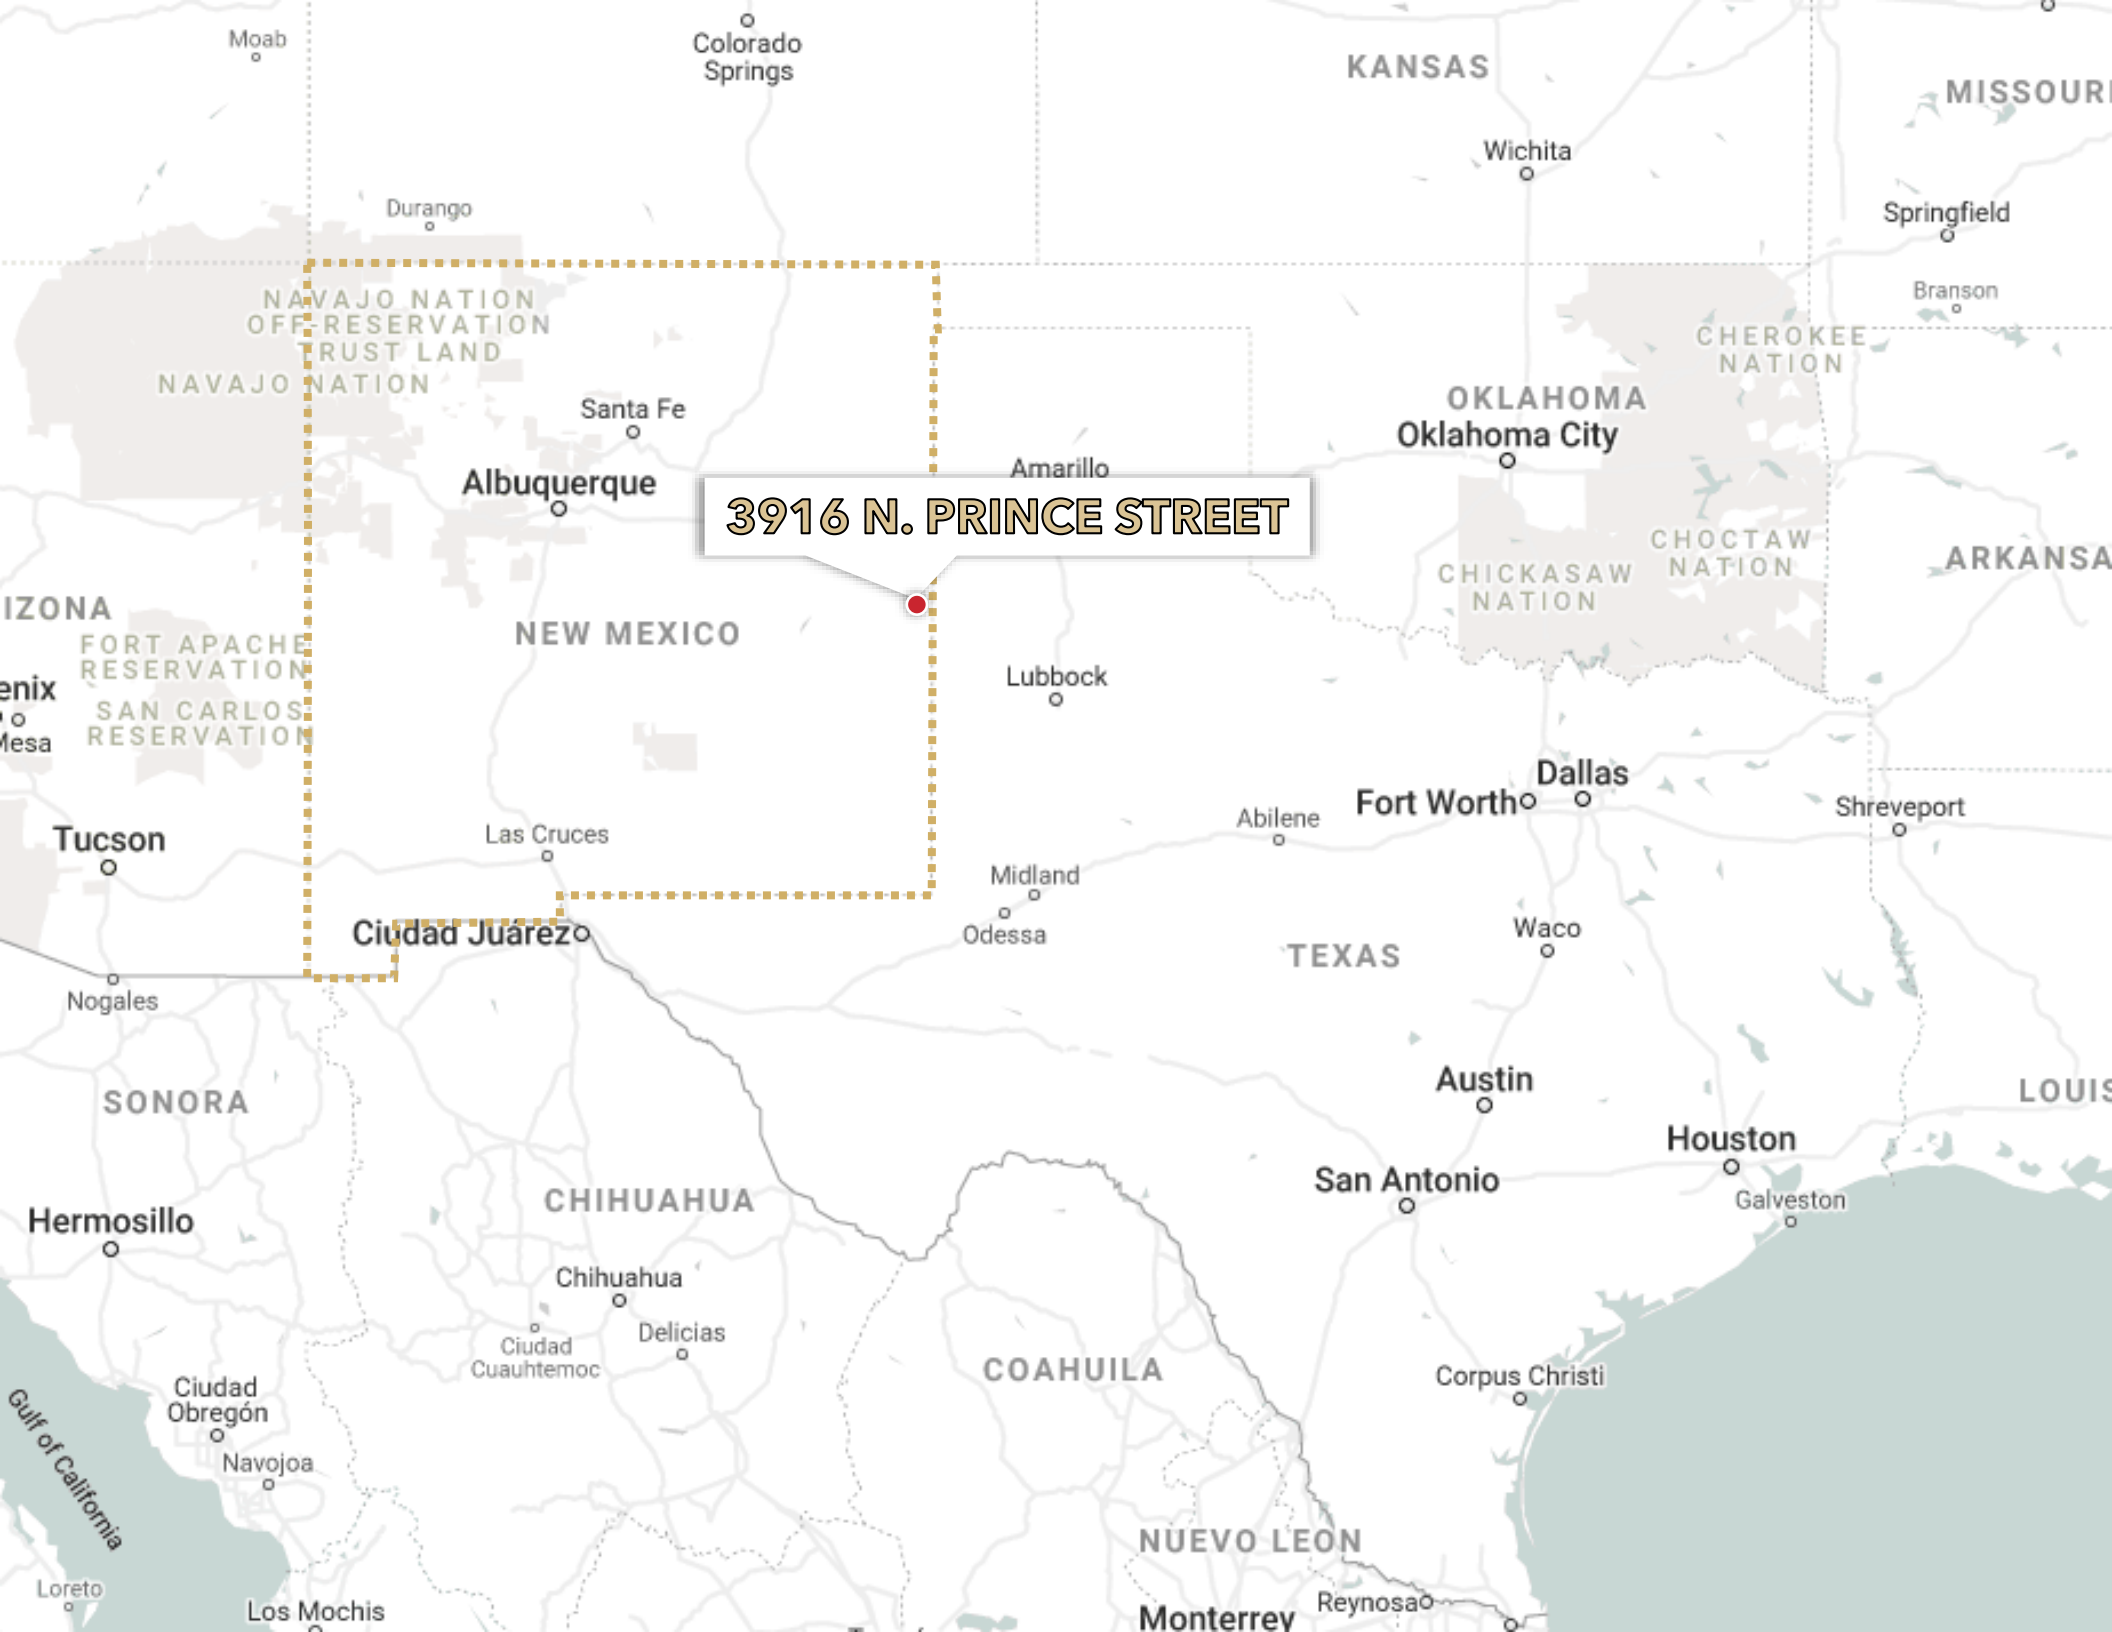 Moab
Colorado
Springs
KANSAS
MISSOURI
Wichita
Durango
Springfield
Branson
NAVAJO NATION
OFF-RESERVATION
TRUST LAND
NAVAJO NATION
CHEROKEE
NATION
Santa Fe
OKLAHOMA
Oklahoma City
Albuquerque
Amarillo
3916 N. PRINCE STREET
CHOCTAW
NATION
ARKANSA
CHICKASAW
NATION
IZONA
NEW MEXICO
FORT APACHE
RESERVATION
enix
Lubbock
SAN CARLOS
RESERVATION
Mesa
Dallas
Fort Worth
Shreveport
Abilene
Tucson
Las Cruces
Midland
Ciudad Juárez
Odessa
Waco
TEXAS
Nogales
Austin
SONORA
LOUIS
Houston
San Antonio
CHIHUAHUA
Galveston
Hermosillo
Chihuahua
Delicias
Ciudad
Cuauhtemoc
COAHUILA
Corpus Christi
Ciudad
Obregón
Gulf of California
Navojoa
NUEVO LEON
Loreto
Los Mochis
Monterrey
Reynosa